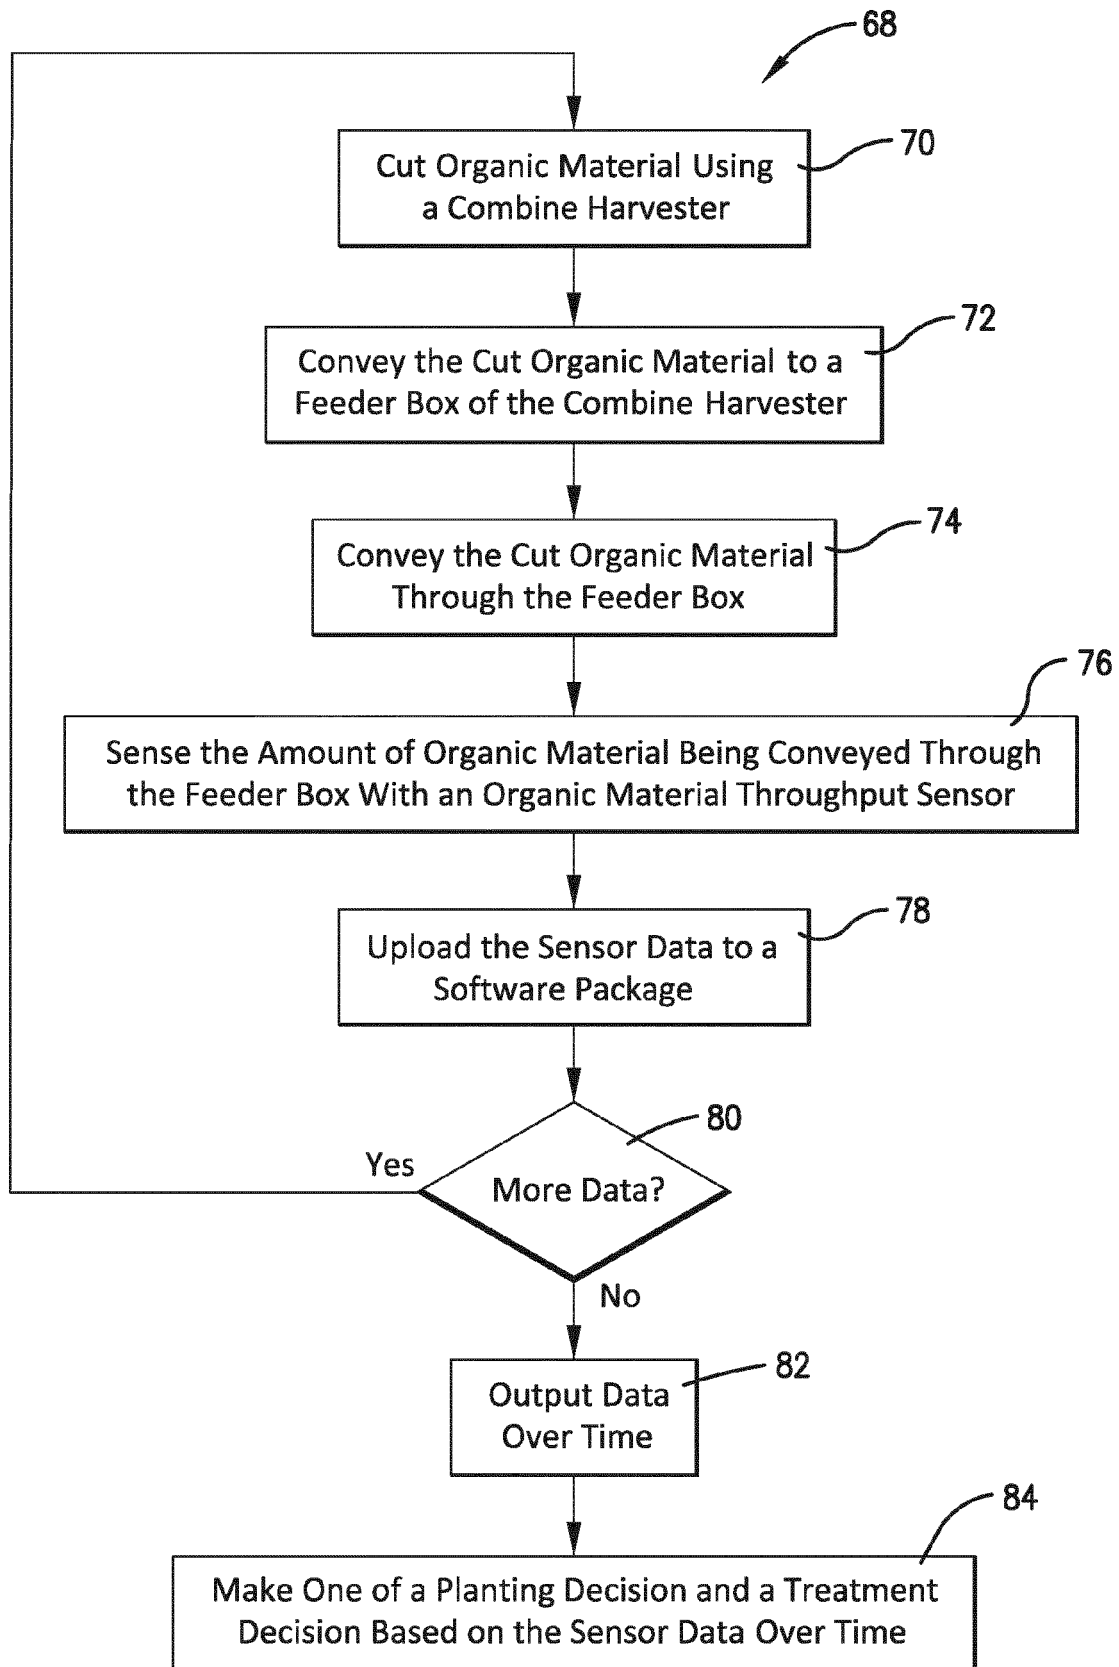 68
70
Cut Organic Material Using
a Combine Harvester
72
Convey the Cut Organic Material to a
Feeder Box of the Combine Harvester
74
Convey the Cut Organic Material
Through the Feeder Box
76
Sense the Amount of Organic Material Being Conveyed Through
the Feeder Box With an Organic Material Throughput Sensor
78
Upload the Sensor Data to a
Software Package
80
Yes
More Data?
No
82
Output Data
Over Time
84
Make One of a Planting Decision and a Treatment
Decision Based on the Sensor Data Over Time